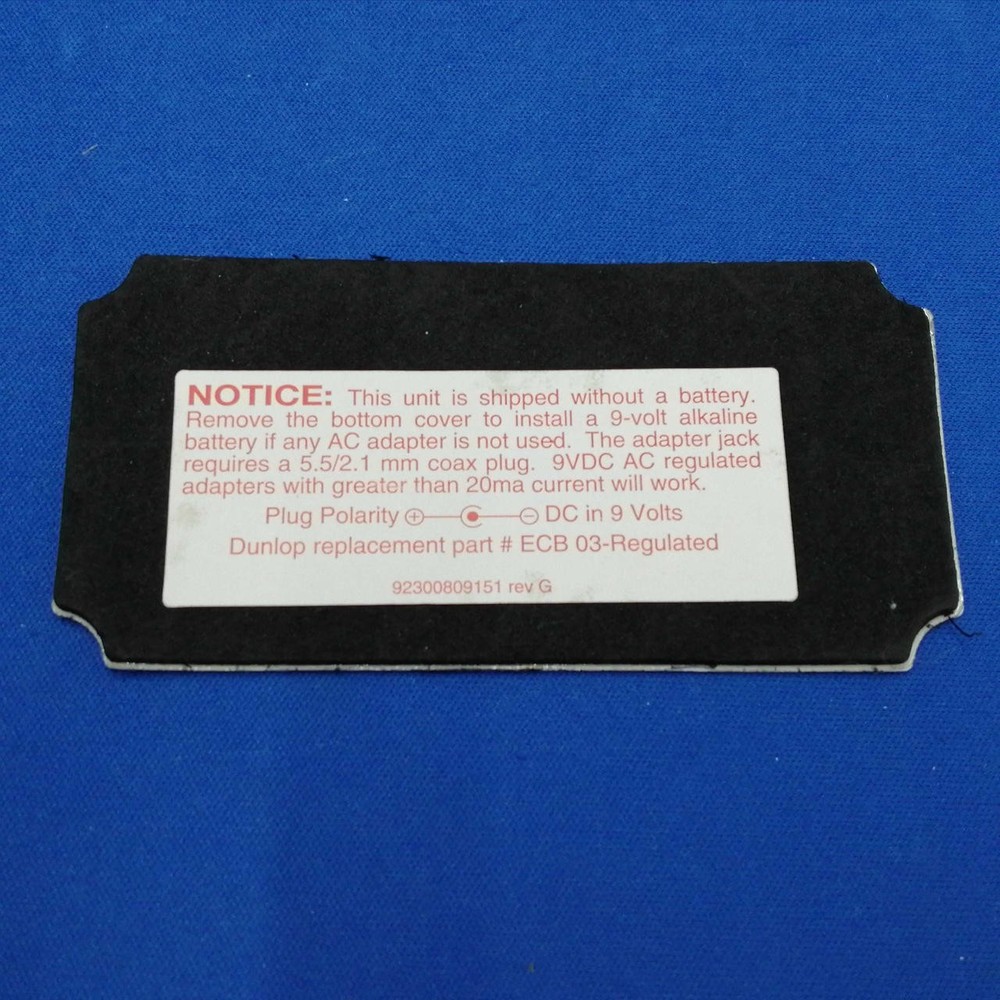 NOTICE: This unit is shipped without a battery.
Remove the bottom cover to install a 9-volt alkaline
battery if any AC adapter is not used. The adapter jack
requires a 5.5/2.1 mm coax plug. 9VDC AC regulated
adapters with greater than 20ma current will work.
Plug Polarity + - DC in 9 Volts
Dunlop replacement part # ECB 03-Regulated
92300809151 rev G